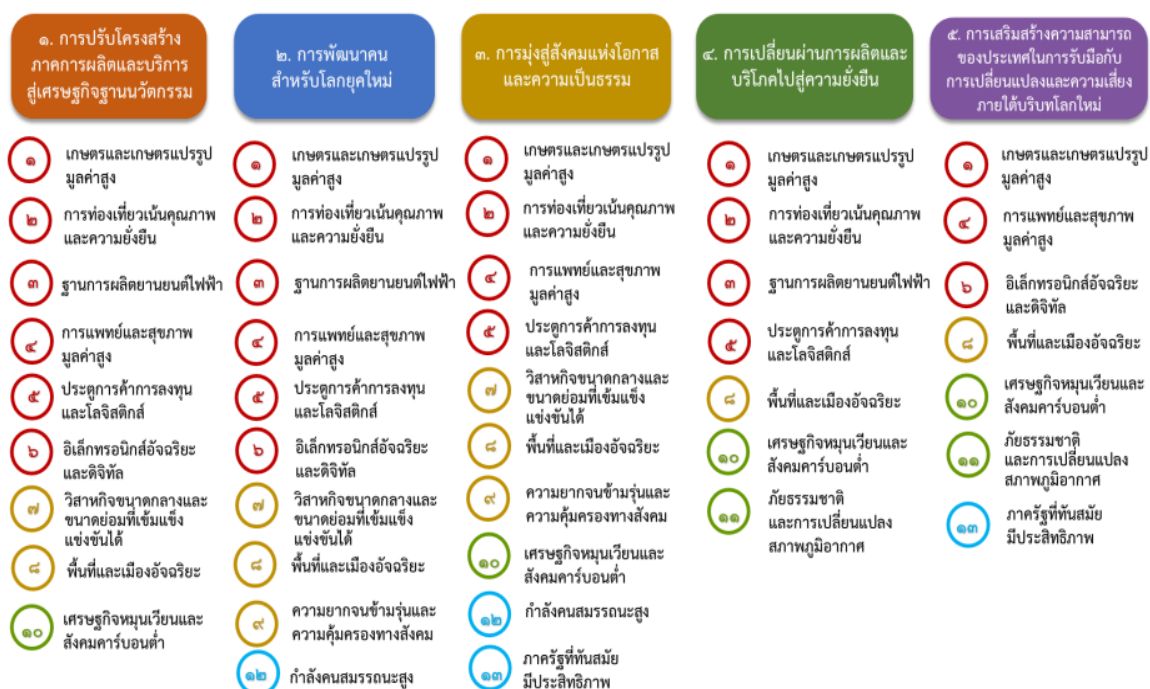 ๑. การปรับโครงสร้าง
ภาคการผลิตและบริการ
สู่เศรษฐกิจฐานนวัตกรรม
๑
เกษตรและเกษตรแปรรูป
มูลค่าสูง
๒
การท่องเที่ยวเน้นคุณภาพ
และความยั่งยืน
๓
ฐานการผลิตยานยนต์ไฟฟ้า
๔
การแพทย์และสุขภาพ
มูลค่าสูง
๕
ประตูการค้าการลงทุน
และโลจิสติกส์
๖
อิเล็กทรอนิกส์อัจฉริยะ
และดิจิทัล
๗
วิสาหกิจขนาดกลางและ
ขนาดย่อมที่เข้มแข็ง
แข่งขันได้
๘
พื้นที่และเมืองอัจฉริยะ
๑๐
เศรษฐกิจหมุนเวียนและ
สังคมคาร์บอนต่ำ
๒. การพัฒนาคน
สำหรับโลกยุคใหม่
๑
เกษตรและเกษตรแปรรูป
มูลค่าสูง
๒
การท่องเที่ยวเน้นคุณภาพ
และความยั่งยืน
๓
ฐานการผลิตยานยนต์ไฟฟ้า
๔
การแพทย์และสุขภาพ
มูลค่าสูง
๕
ประตูการค้าการลงทุน
และโลจิสติกส์
๖
อิเล็กทรอนิกส์อัจฉริยะ
และดิจิทัล
๗
วิสาหกิจขนาดกลางและ
ขนาดย่อมที่เข้มแข็ง
แข่งขันได้
๘
พื้นที่และเมืองอัจฉริยะ
๙
ความยากจนข้ามรุ่นและ
ความคุ้มครองทางสังคม
๑๒
กำลังคนสมรรถนะสูง
๓. การมุ่งสู่สังคมแห่งโอกาส
และความเป็นธรรม
๑
เกษตรและเกษตรแปรรูป
มูลค่าสูง
๒
การท่องเที่ยวเน้นคุณภาพ
และความยั่งยืน
๔
การแพทย์และสุขภาพ
มูลค่าสูง
๕
ประตูการค้าการลงทุน
และโลจิสติกส์
๗
วิสาหกิจขนาดกลางและ
ขนาดย่อมที่เข้มแข็ง
แข่งขันได้
๘
พื้นที่และเมืองอัจฉริยะ
๙
ความยากจนข้ามรุ่นและ
ความคุ้มครองทางสังคม
๑๐
เศรษฐกิจหมุนเวียนและ
สังคมคาร์บอนต่ำ
๑๒
กำลังคนสมรรถนะสูง
๑๓
ภาครัฐที่ทันสมัย
มีประสิทธิภาพ
๔. การเปลี่ยนผ่านการผลิตและ
บริโภคไปสู่ความยั่งยืน
๑
เกษตรและเกษตรแปรรูป
มูลค่าสูง
๒
การท่องเที่ยวเน้นคุณภาพ
และความยั่งยืน
๓
ฐานการผลิตยานยนต์ไฟฟ้า
๕
ประตูการค้าการลงทุน
และโลจิสติกส์
๘
พื้นที่และเมืองอัจฉริยะ
๑๐
เศรษฐกิจหมุนเวียนและ
สังคมคาร์บอนต่ำ
๑๑
ภัยธรรมชาติ
และการเปลี่ยนแปลง
สภาพภูมิอากาศ
๕. การเสริมสร้างความสามารถ
ของประเทศในการรับมือกับ
การเปลี่ยนแปลงและความเสี่ยง
ภายใต้บริบทโลกใหม่
๑
เกษตรและเกษตรแปรรูป
มูลค่าสูง
๔
การแพทย์และสุขภาพ
มูลค่าสูง
๖
อิเล็กทรอนิกส์อัจฉริยะ
และดิจิทัล
๘
พื้นที่และเมืองอัจฉริยะ
๑๐
เศรษฐกิจหมุนเวียนและ
สังคมคาร์บอนต่ำ
๑๑
ภัยธรรมชาติ
และการเปลี่ยนแปลง
สภาพภูมิอากาศ
๑๓
ภาครัฐที่ทันสมัย
มีประสิทธิภาพ